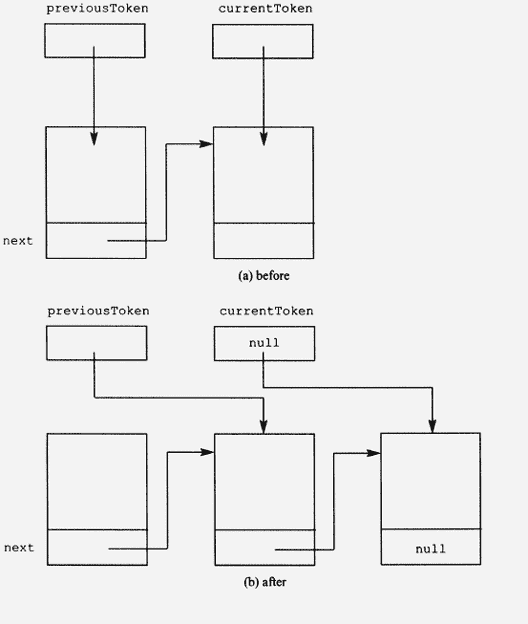 previousToken currentToken
next
(a) before
previousToken currentToken
null
next null
(b) after